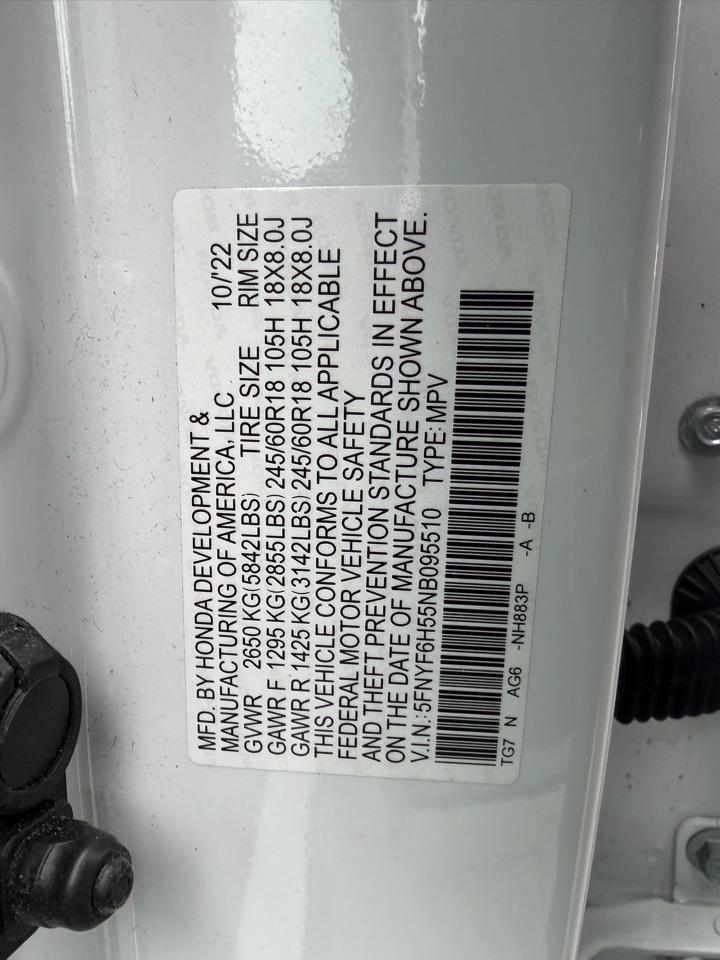 MFD. BY HONDA DEVELOPMENT &
MANUFACTURING OF AMERICA, LLC 10/'22
GVWR 2650 KG(5842LBS) TIRE SIZE RIM SIZE
GAWR F 1295 KG(2855LBS) 245/60R18 105H 18X8.0J
GAWR R 1425 KG(3142LBS) 245/60R18 105H 18X8.0J
THIS VEHICLE CONFORMS TO ALL APPLICABLE
FEDERAL MOTOR VEHICLE SAFETY
AND THEFT PREVENTION STANDARDS IN EFFECT
ON THE DATE OF MANUFACTURE SHOWN ABOVE.
V.I.N.:5FNYF6H55NB095510 TYPE:MPV
TG7 N AG6 -NH883P -A -B